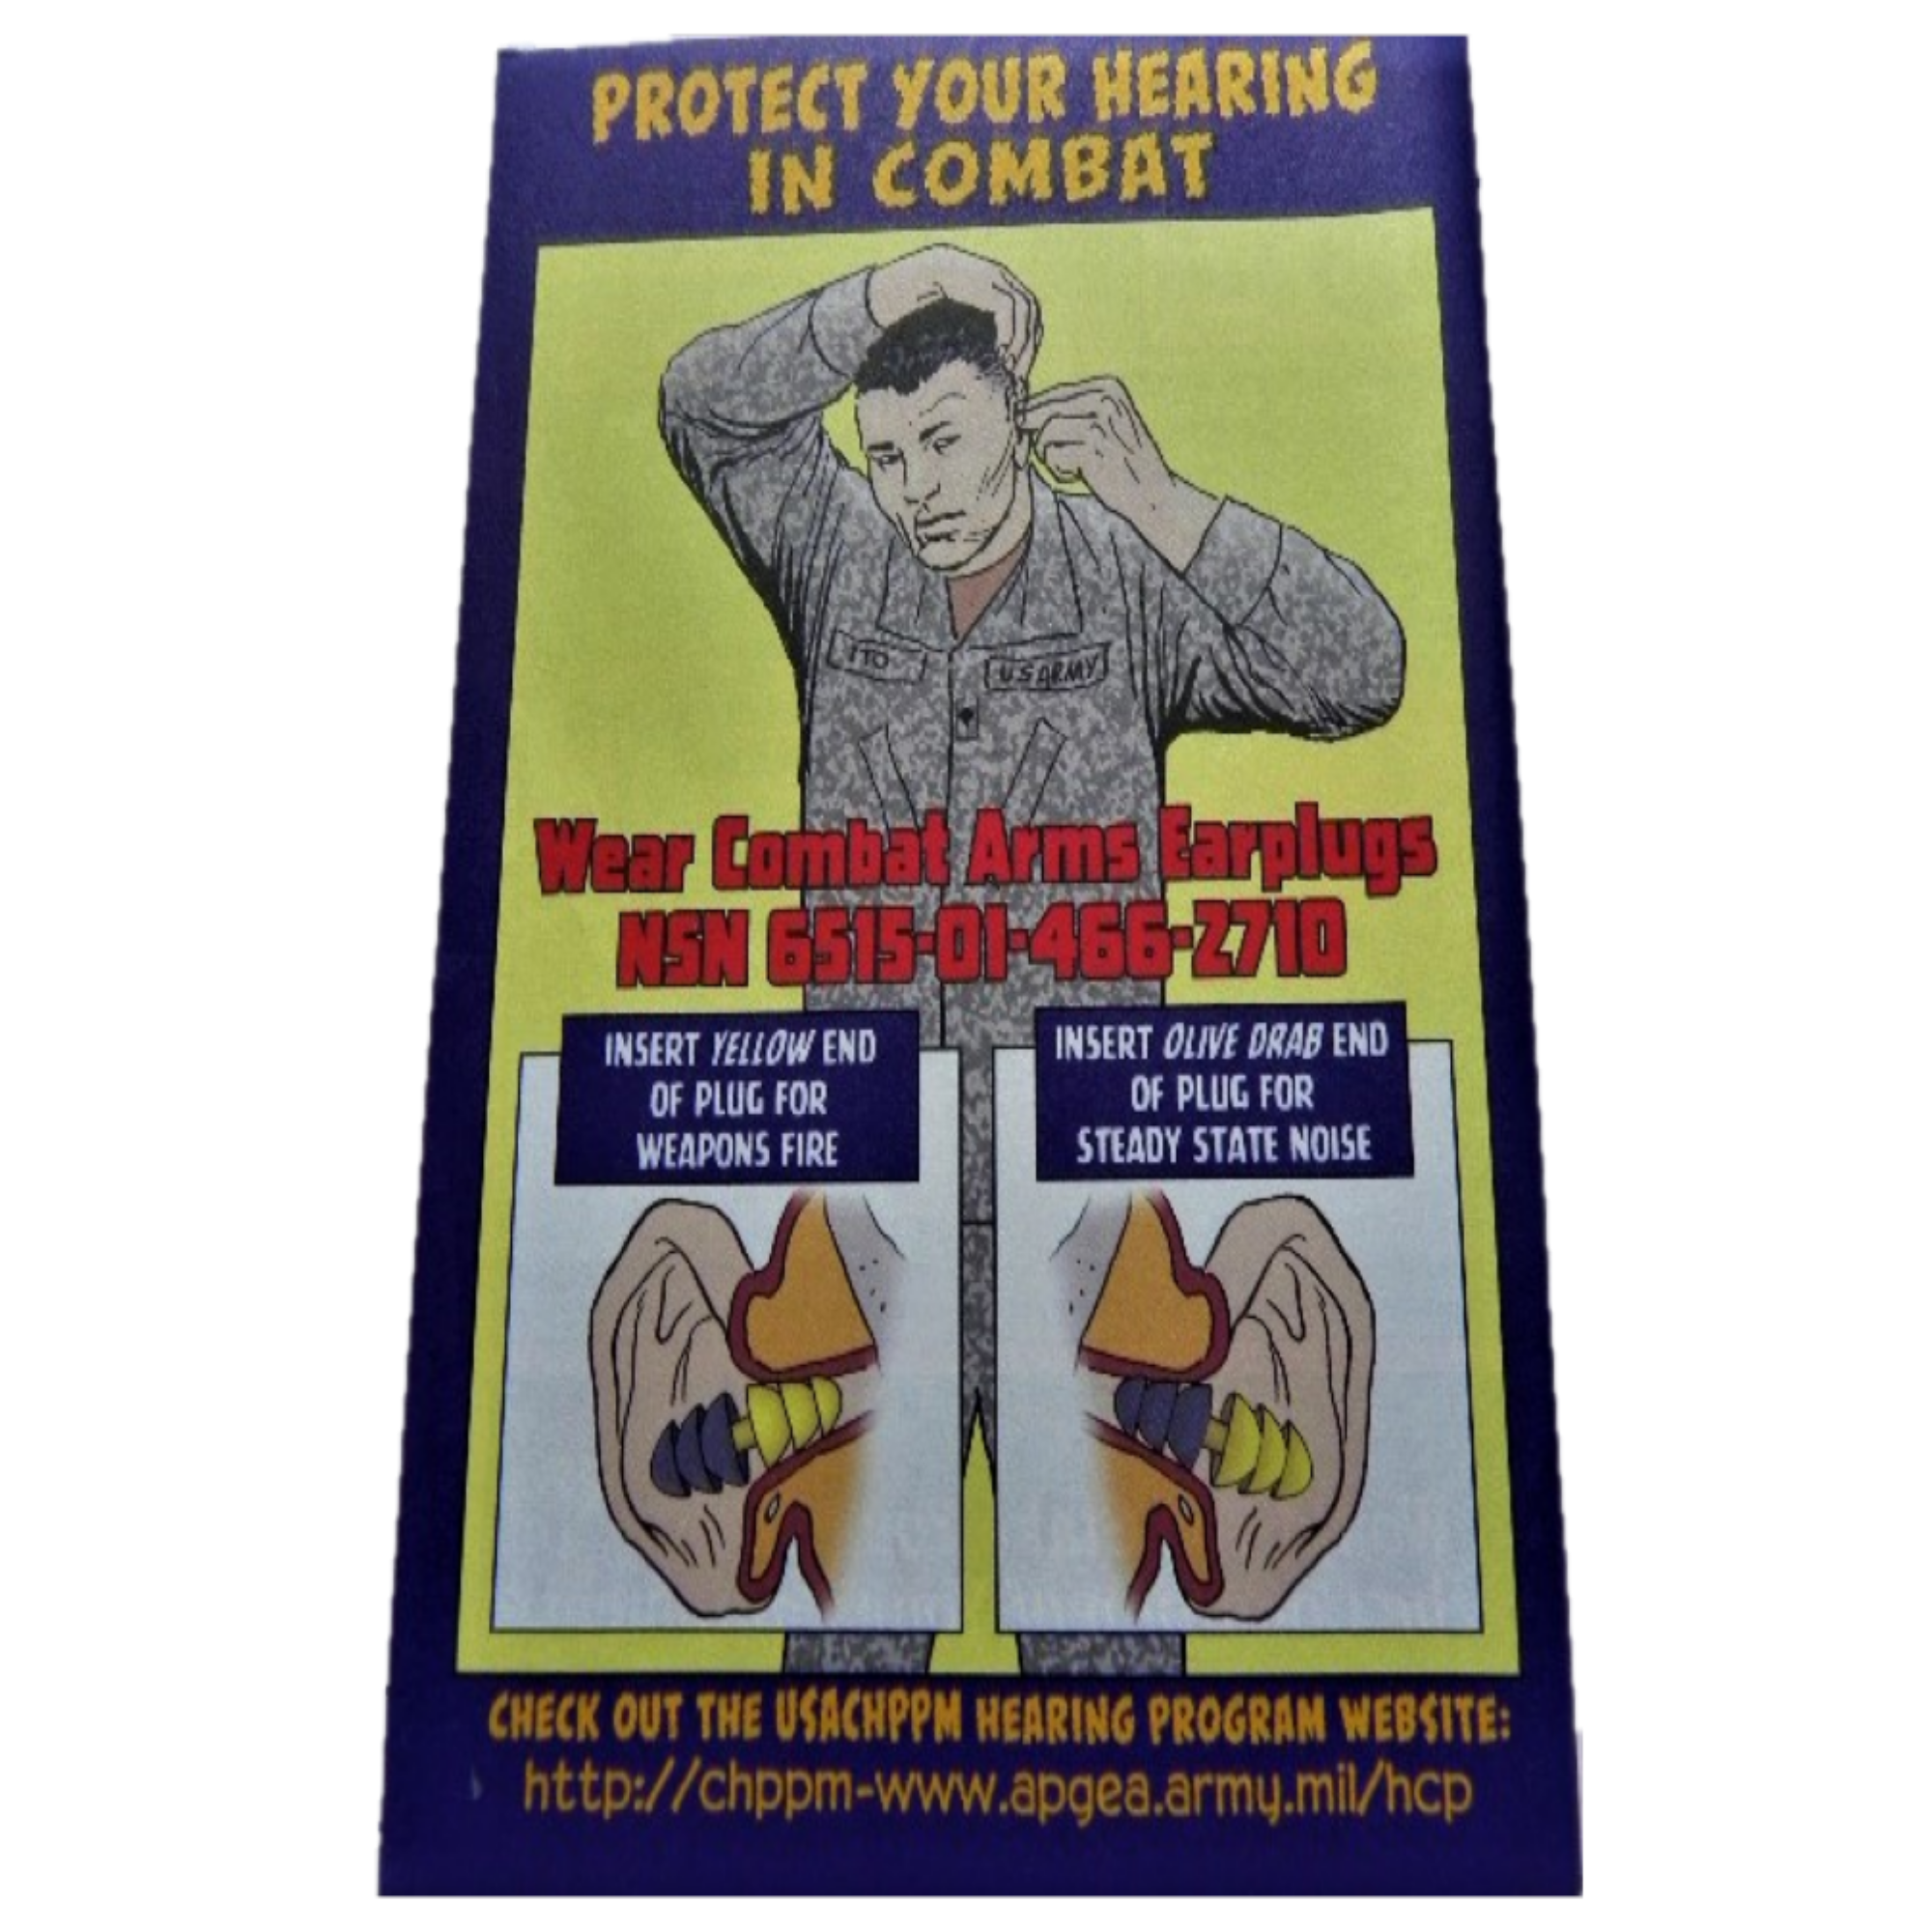 PROTECT YOUR HEARING
IN COMBAT
ITO
US ARMY
Wear Combat Arms Earplugs
NSN 6515-01-466-2710
INSERT YELLOW END
OF PLUG FOR
WEAPONS FIRE
INSERT OLIVE DRAB END
OF PLUG FOR
STEADY STATE NOISE
CHECK OUT THE USACHPPM HEARING PROGRAM WEBSITE:
http://chppm-www.apgea.army.mil/hcp